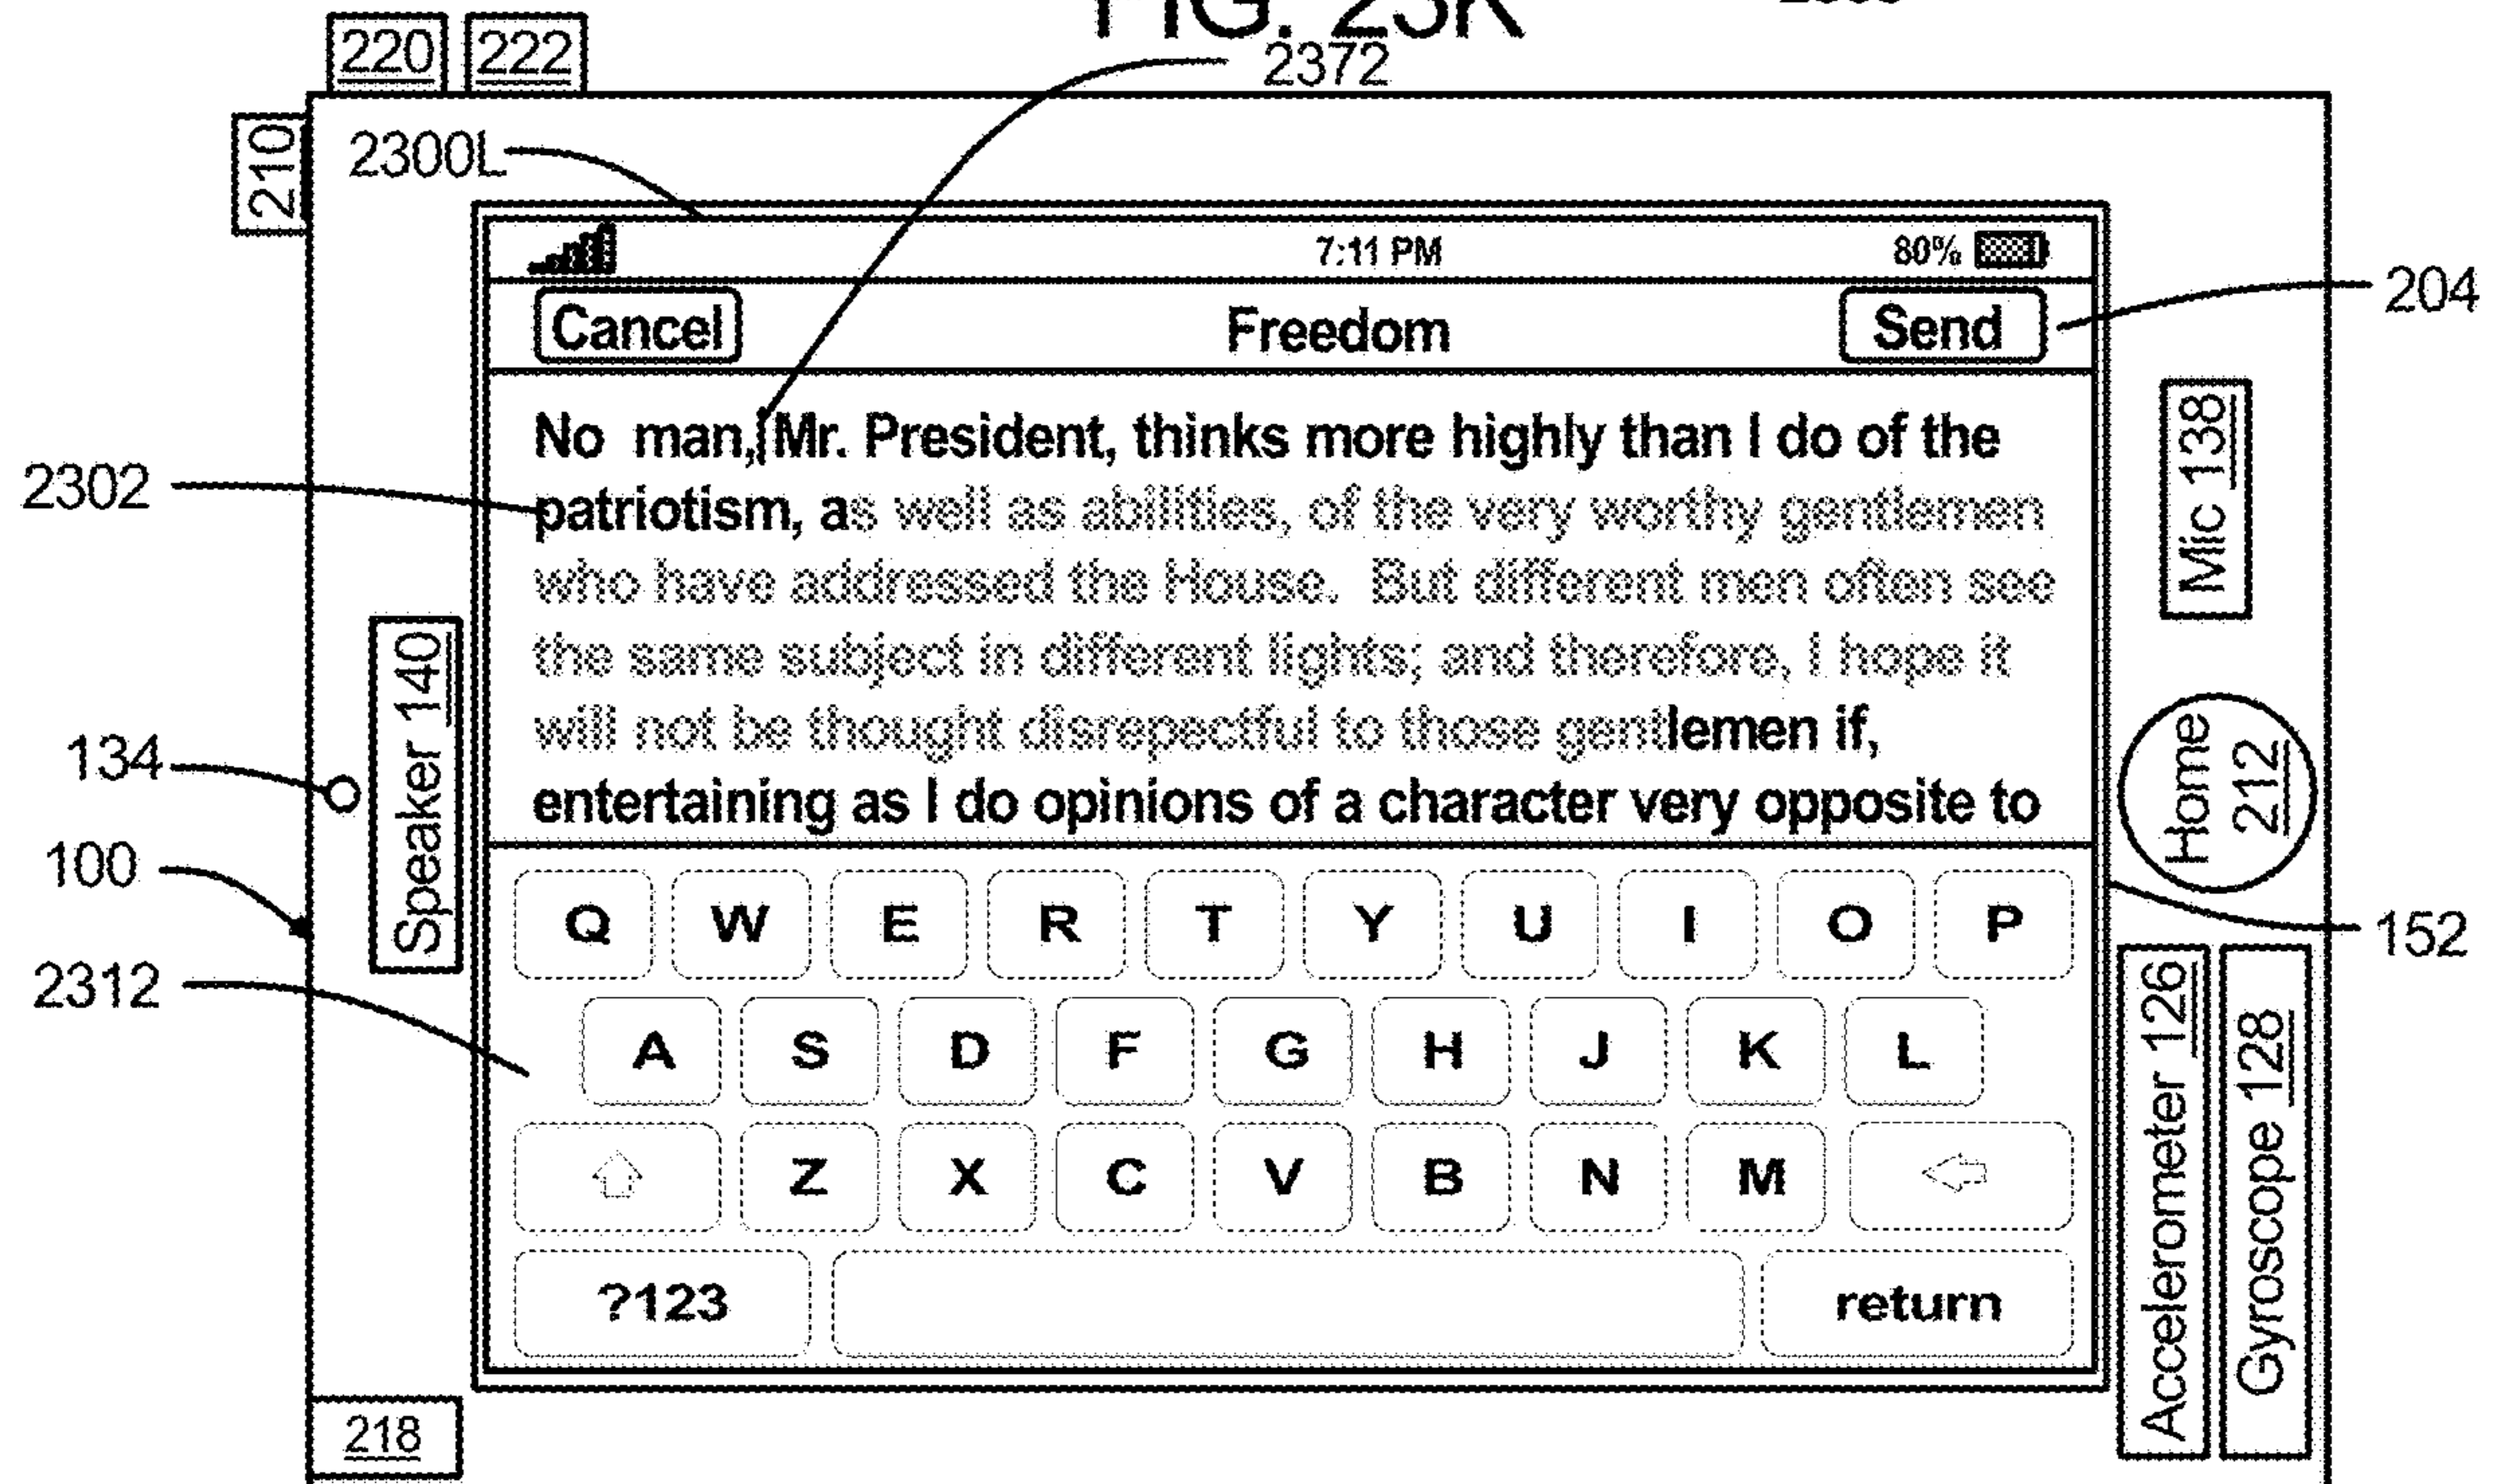 FIG. 23K
2372
220 222
210
2300L
7:11 PM 80%
Cancel Freedom Send
204
No man, Mr. President, thinks more highly than I do of the
patriotism, as well as abilities, of the very worthy gentlemen
who have addressed the House. But different men often see
the same subject in different lights; and therefore, I hope it
will not be thought disrepectful to those gentlemen if,
entertaining as I do opinions of a character very opposite to
2302
Mic 138
134
Speaker 140
Home
212
100
152
2312
Q W E R T Y U I O P
A S D F G H J K L
Z X C V B N M
?123 return
Accelerometer 126
Gyroscope 128
218